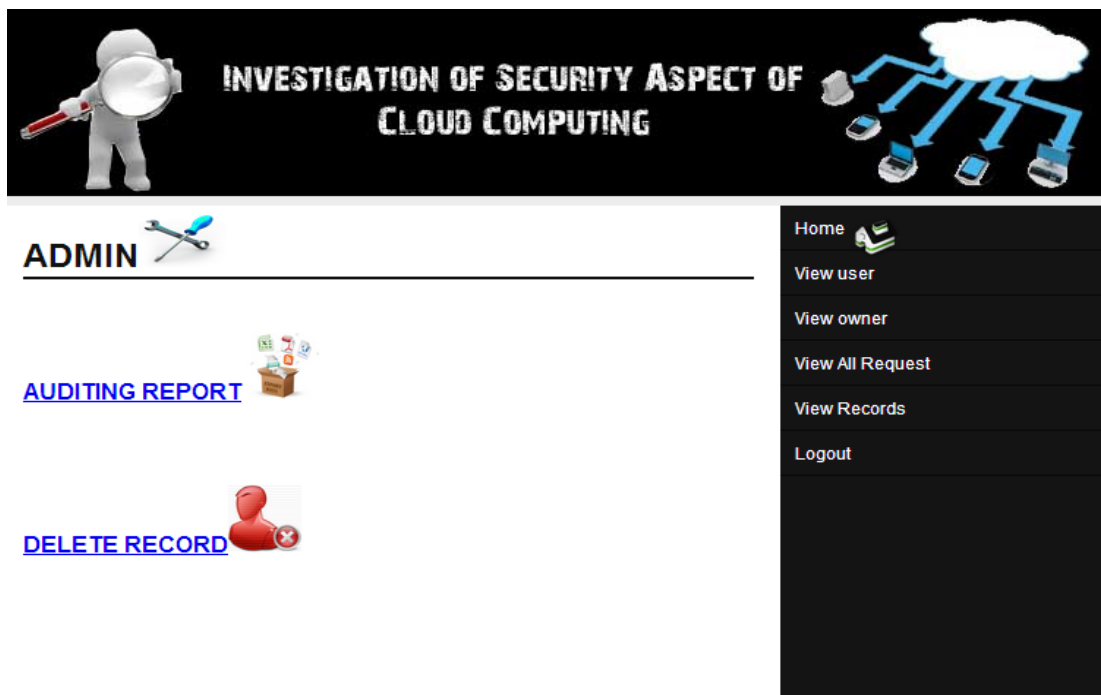 Investigation of Security Aspect of
Cloud Computing
ADMIN
AUDITING REPORT
DELETE RECORD
Home
View user
View owner
View All Request
View Records
Logout